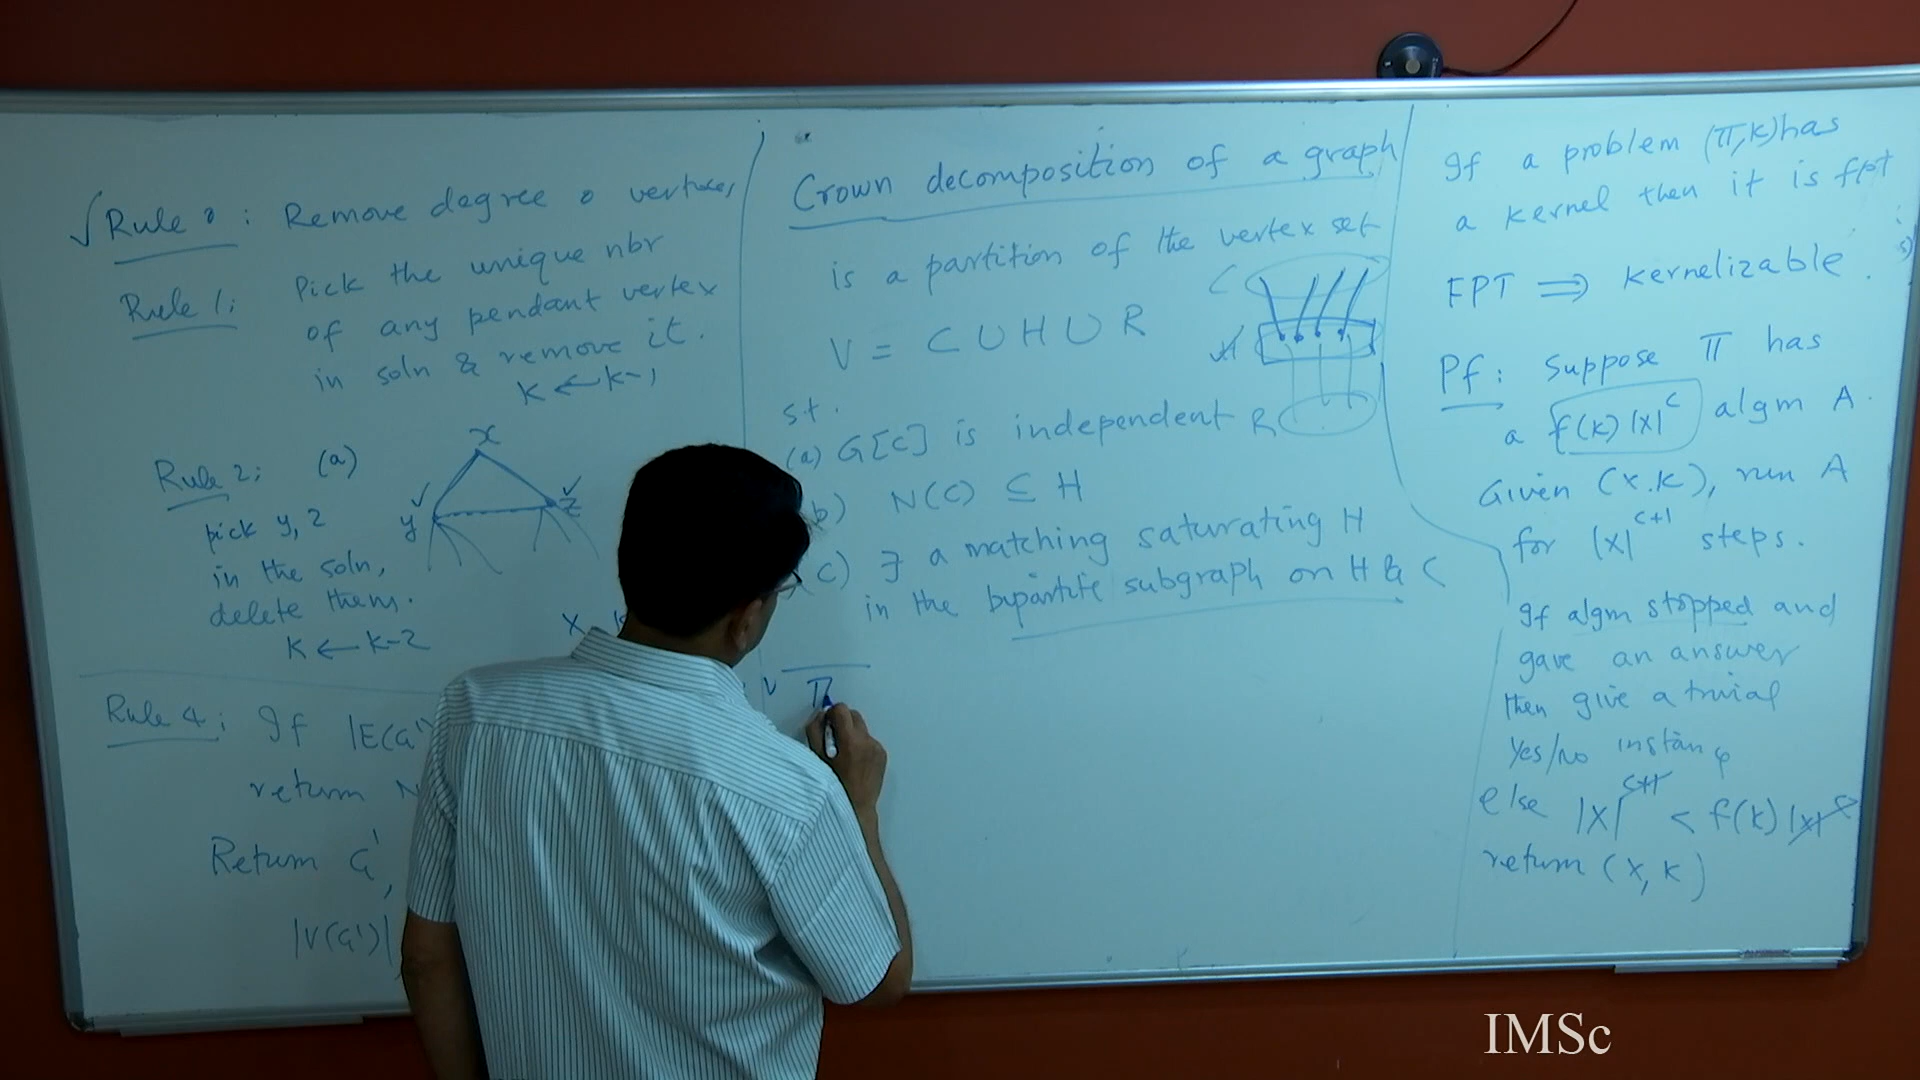 √Rule 0: Remove degree 0 vertices
Rule 1: Pick the unique nbr
of any pendant vertex
in soln & remove it.
K ← K-1
Rule 2: (a)
pick y, z
in the soln,
delete them.
K ← K-2
x
y
z
X
Rule 4: If |E(G'
return N
Return G',
|V(G')|
Crown decomposition of a graph
is a partition of the vertex set
V = C ∪ H ∪ R
st.
(a) G[C] is independent
b) N(C) ⊆ H
(c) ∃ a matching saturating H
in the bipartite subgraph on H & C
C
H
R
π
If a problem (π,k) has
a kernel then it is fpt
FPT ⟹ kernelizable.
Pf: Suppose π has
a f(k)|x|^c algm A.
Given (x.k), run A
for |x|^{c+1} steps.
If algm stopped and
gave an answer
then give a trivial
Yes/No instance
else |x|^{c+1} < f(k)|x|^c
return (x, k)
IMSc